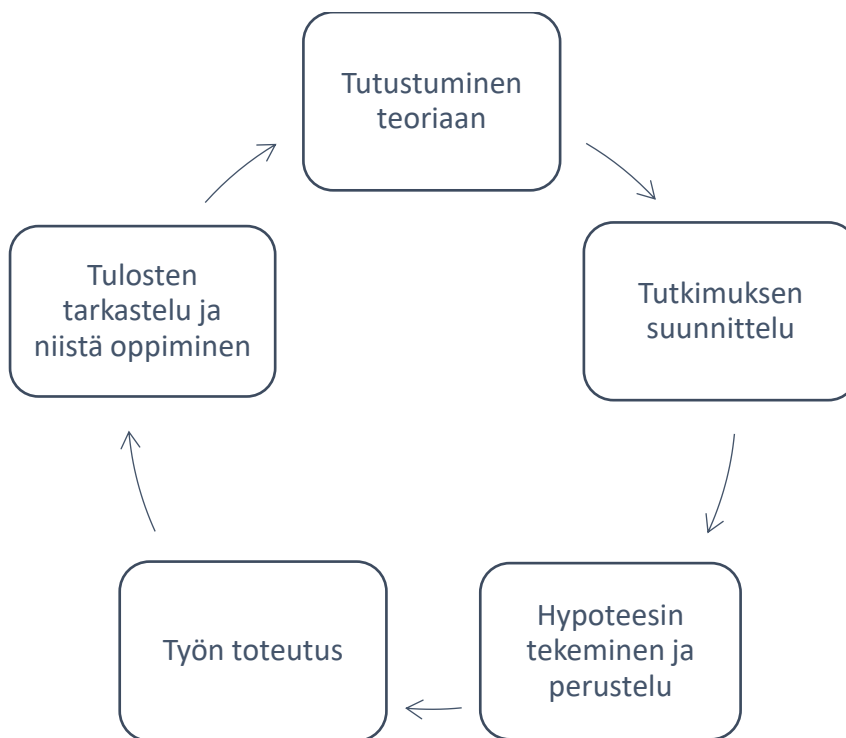 Tutustuminen
teoriaan
Tutkimuksen
suunnittelu
Hypoteesin
tekeminen ja
perustelu
Työn toteutus
Tulosten
tarkastelu ja
niistä oppiminen